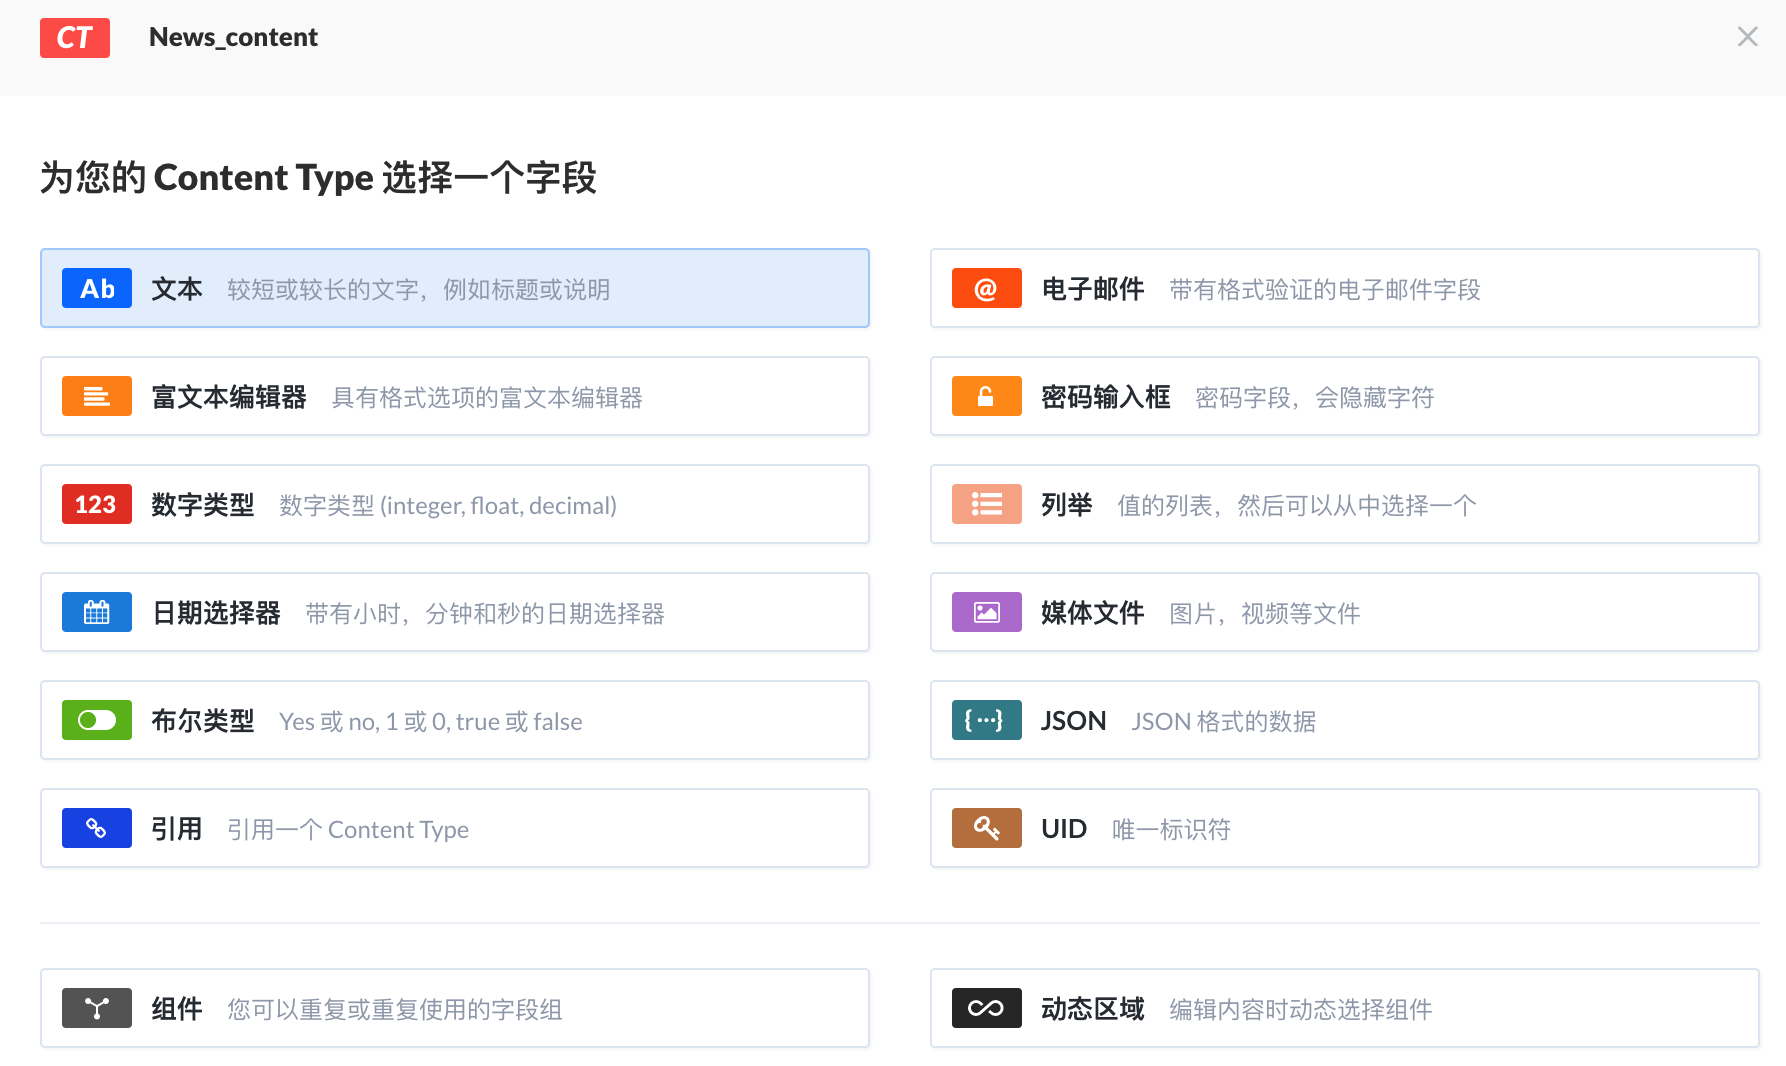 CT News_content
为您的 Content Type 选择一个字段
Ab 文本 较短或较长的文字，例如标题或说明
@ 电子邮件 带有格式验证的电子邮件字段
富文本编辑器 具有格式选项的富文本编辑器
密码输入框 密码字段，会隐藏字符
123 数字类型 数字类型 (integer, float, decimal)
列举 值的列表，然后可以从中选择一个
日期选择器 带有小时，分钟和秒的日期选择器
媒体文件 图片，视频等文件
布尔类型 Yes 或 no, 1 或 0, true 或 false
{···} JSON JSON 格式的数据
引用 引用一个 Content Type
UID 唯一标识符
组件 您可以重复或重复使用的字段组
动态区域 编辑内容时动态选择组件